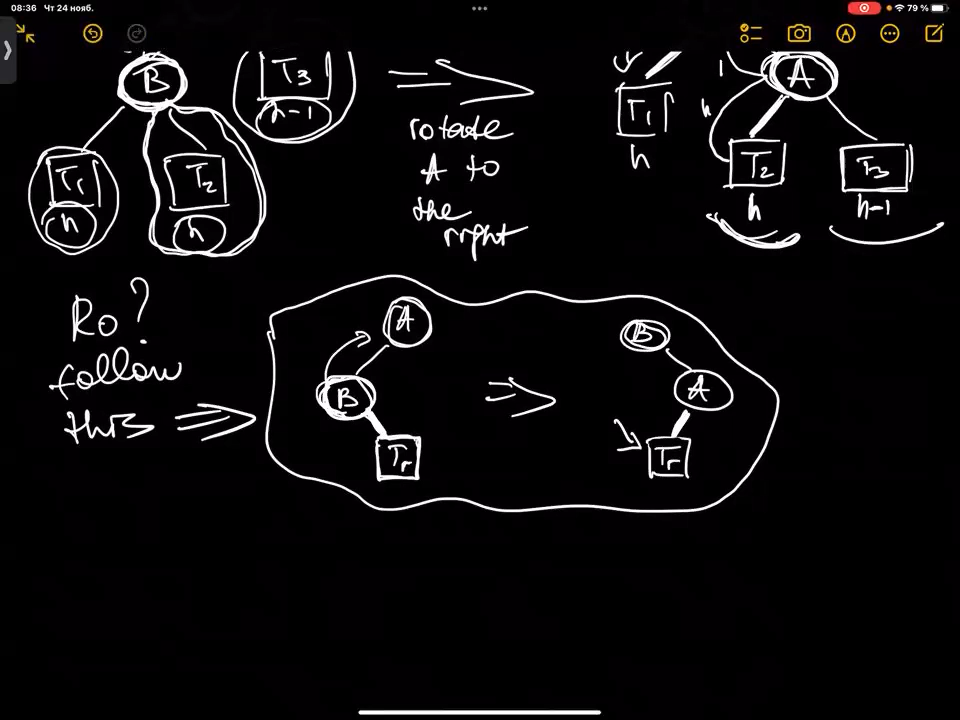 08:36 Чт 24 нояб.
79 %
B
T3
h-1
T1
h
T2
h
rotate
A to
the
right
A
T1
h
h
T2
h
T3
h-1
Ro?
follow
this
A
B
Tr
B
A
Tr